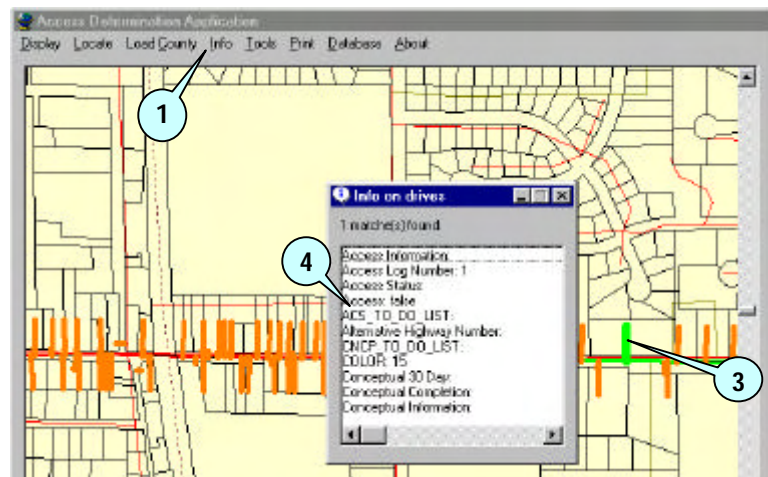 Access Determination Application
Display Locate Load County Info Tools Print Database About
1
Info on drives
1 matche(s) found
4
Access Information:
Access Log Number: 1
Access Status:
Access: false
ACS_TO_DO_LIST:
Alternative Highway Number:
CNCP_TO_DO_LIST:
COLOR: 15
Conceptual 30 Day:
Conceptual Completion:
Conceptual Information:
3